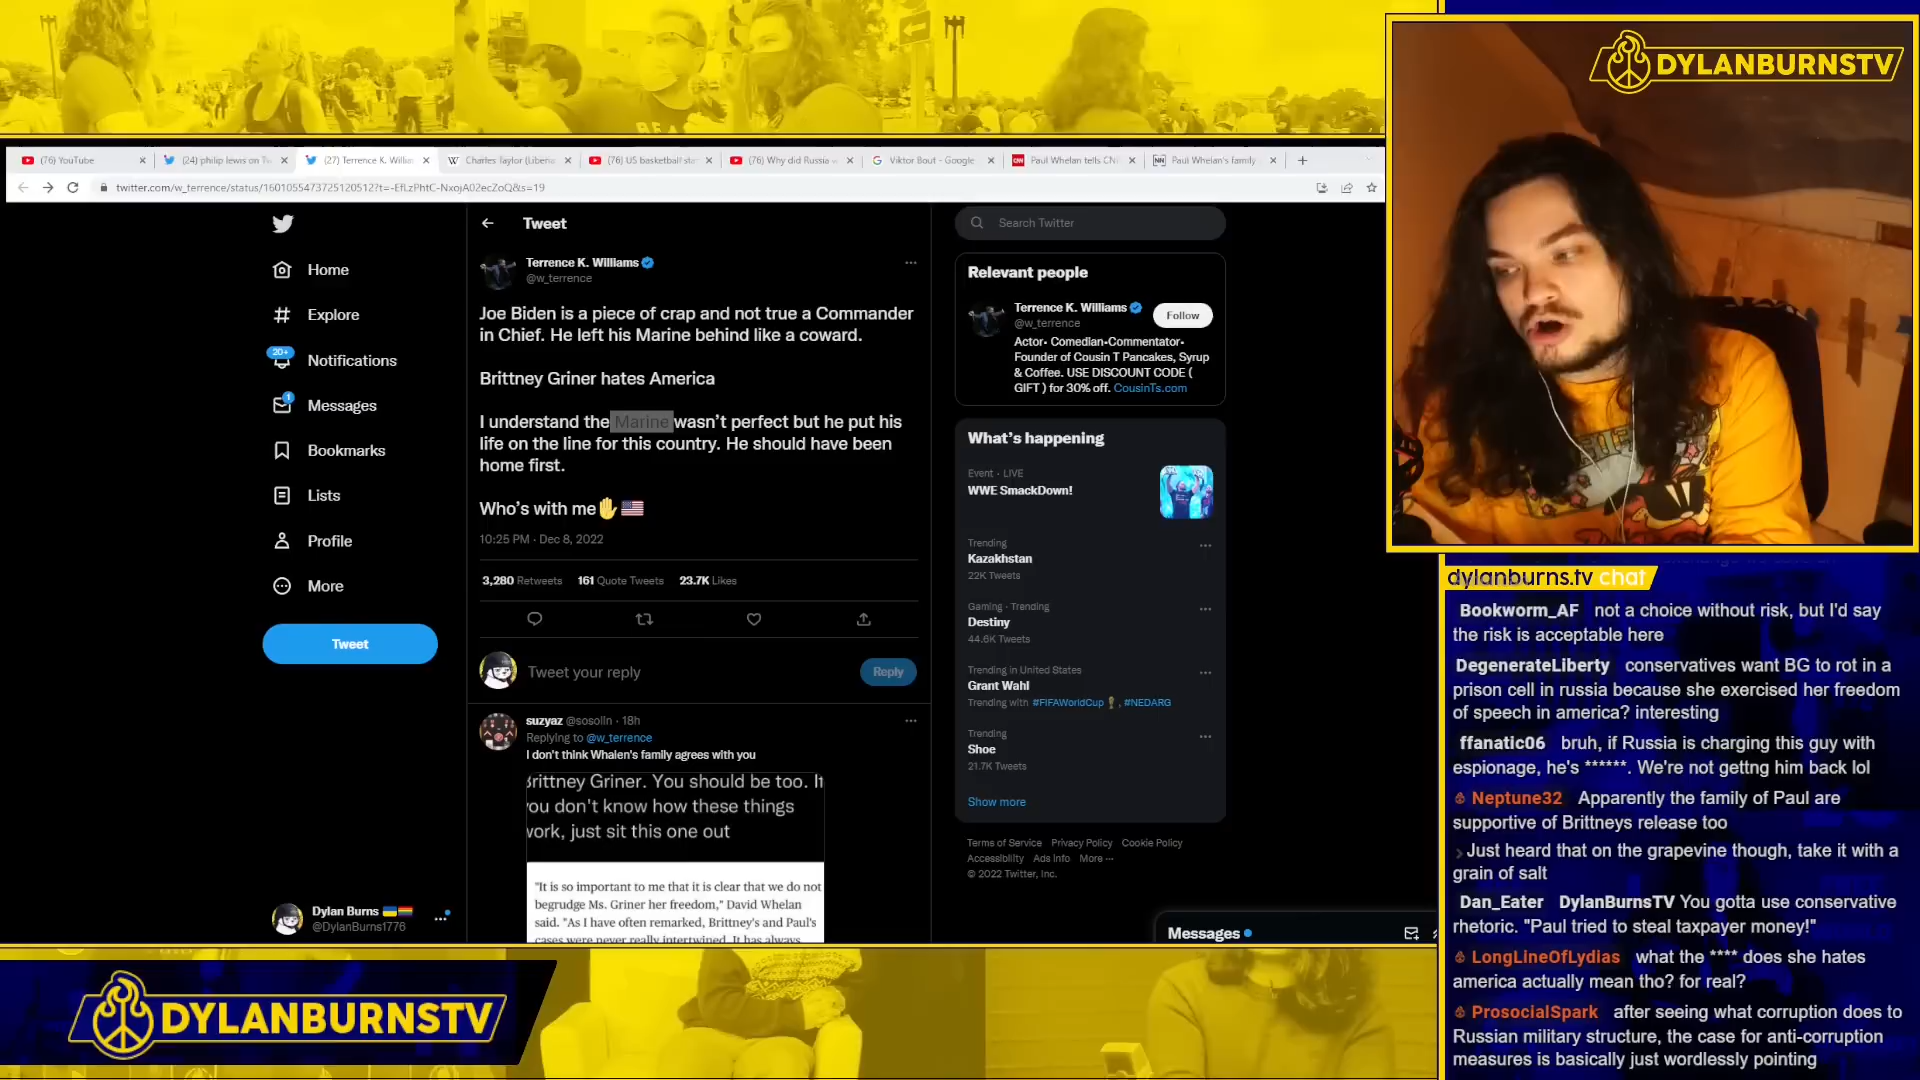 DYLANBURNSTV
(76) YouTube
(24) philip lewis on Tw
(27) Terrence K. Willian
Charles Taylor (Liberia
(76) US basketball star
(76) Why did Russia w
Viktor Bout - Google
Paul Whelan tells CN
Paul Whelan's family
twitter.com/w_terrence/status/1601055473725120512?t=-EfLzPhtC-NxojA02ecZoQ&s=19
Home
Explore
20+
Notifications
1
Messages
Bookmarks
Lists
Profile
More
Tweet
Dylan Burns
@DylanBurns1776
Tweet
Terrence K. Williams
@w_terrence
Joe Biden is a piece of crap and not true a Commander
in Chief. He left his Marine behind like a coward.
Brittney Griner hates America
I understand the Marine wasn't perfect but he put his
life on the line for this country. He should have been
home first.
Who's with me✋🇺🇸
10:25 PM · Dec 8, 2022
3,280 Retweets 161 Quote Tweets 23.7K Likes
Tweet your reply
Reply
suzyaz @sosolln · 18h
Replying to @w_terrence
I don't think Whalen's family agrees with you
Brittney Griner. You should be too. If
you don't know how these things
work, just sit this one out
"It is so important to me that it is clear that we do not
begrudge Ms. Griner her freedom," David Whelan
said. "As I have often remarked, Brittney's and Paul's
cases were never really intertwined. It has always
Search Twitter
Relevant people
Terrence K. Williams
@w_terrence
Follow
Actor• Comedian•Commentator•
Founder of Cousin T Pancakes, Syrup
& Coffee. USE DISCOUNT CODE (
GIFT ) for 30% off. CousinTs.com
What's happening
Event · LIVE
WWE SmackDown!
Trending
Kazakhstan
22K Tweets
Gaming · Trending
Destiny
44.6K Tweets
Trending in United States
Grant Wahl
Trending with #FIFAWorldCup🏆, #NEDARG
Trending
Shoe
21.7K Tweets
Show more
Terms of Service Privacy Policy Cookie Policy
Accessibility Ads info More ···
© 2022 Twitter, Inc.
Messages
dylanburns.tv chat
Bookworm_AF not a choice without risk, but I'd say
the risk is acceptable here
DegenerateLiberty conservatives want BG to rot in a
prison cell in russia because she exercised her freedom
of speech in america? interesting
ffanatic06 bruh, if Russia is charging this guy with
espionage, he's ******. We're not gettng him back lol
Neptune32 Apparently the family of Paul are
supportive of Brittneys release too
Just heard that on the grapevine though, take it with a
grain of salt
Dan_Eater DylanBurnsTV You gotta use conservative
rhetoric. "Paul tried to steal taxpayer money!"
LongLineOfLydias what the **** does she hates
america actually mean tho? for real?
ProsocialSpark after seeing what corruption does to
Russian military structure, the case for anti-corruption
measures is basically just wordlessly pointing
DYLANBURNSTV